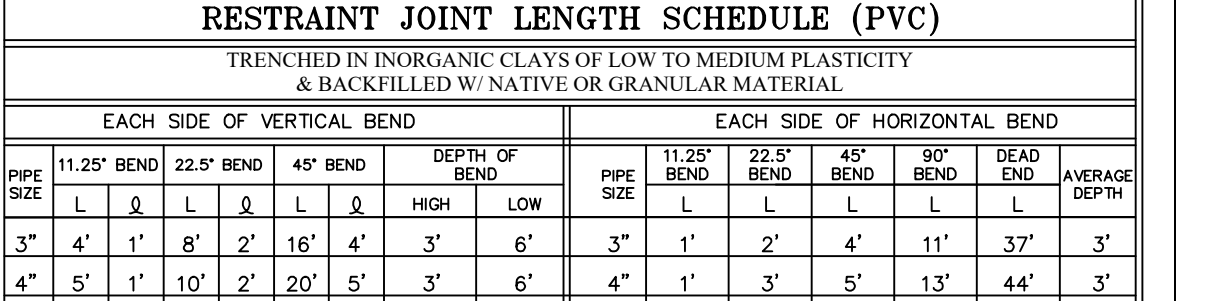 RESTRAINT JOINT LENGTH SCHEDULE (PVC)
TRENCHED IN INORGANIC CLAYS OF LOW TO MEDIUM PLASTICITY
& BACKFILLED W/ NATIVE OR GRANULAR MATERIAL
EACH SIDE OF VERTICAL BEND
PIPE SIZE 11.25° BEND 22.5° BEND 45° BEND DEPTH OF BEND
L ℓ L ℓ L ℓ HIGH LOW
3" 4' 1' 8' 2' 16' 4' 3' 6'
4" 5' 1' 10' 2' 20' 5' 3' 6'
EACH SIDE OF HORIZONTAL BEND
PIPE SIZE 11.25° BEND 22.5° BEND 45° BEND 90° BEND DEAD END AVERAGE DEPTH
L L L L L
3" 1' 2' 4' 11' 37' 3'
4" 1' 3' 5' 13' 44' 3'